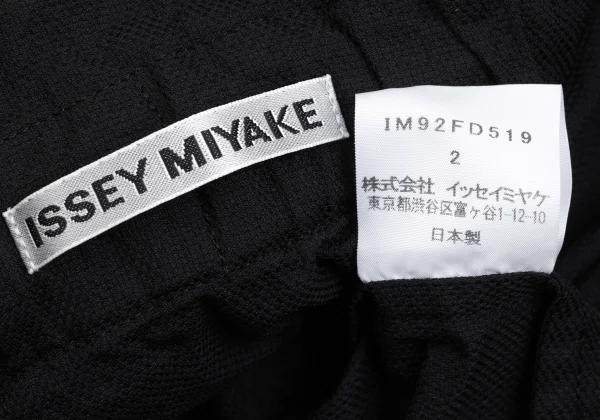 ISSEY MIYAKE
IM92FD519
2
株式会社 イッセイミヤケ
東京都渋谷区富ヶ谷1-12-10
日本製